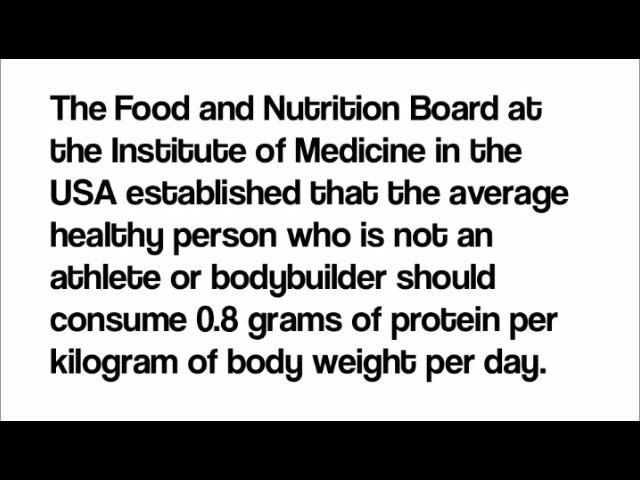 The Food and Nutrition Board at
the Institute of Medicine in the
USA established that the average
healthy person who is not an
athlete or bodybuilder should
consume 0.8 grams of protein per
kilogram of body weight per day.